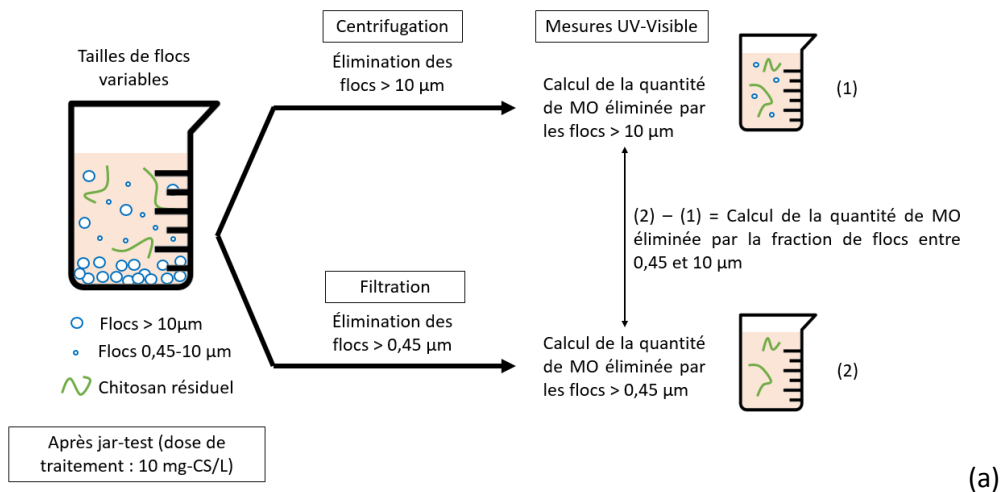 Tailles de flocs
variables
Flocs > 10µm
Flocs 0,45-10 µm
Chitosan résiduel
Après jar-test (dose de
traitement : 10 mg-CS/L)
Centrifugation
Élimination des
flocs > 10 µm
Filtration
Élimination des
flocs > 0,45 µm
Mesures UV-Visible
Calcul de la quantité
de MO éliminée par
les flocs > 10 µm
(1)
(2) – (1) = Calcul de la quantité de MO
éliminée par la fraction de flocs entre
0,45 et 10 µm
Calcul de la quantité
de MO éliminée par
les flocs > 0,45 µm
(2)
(a)